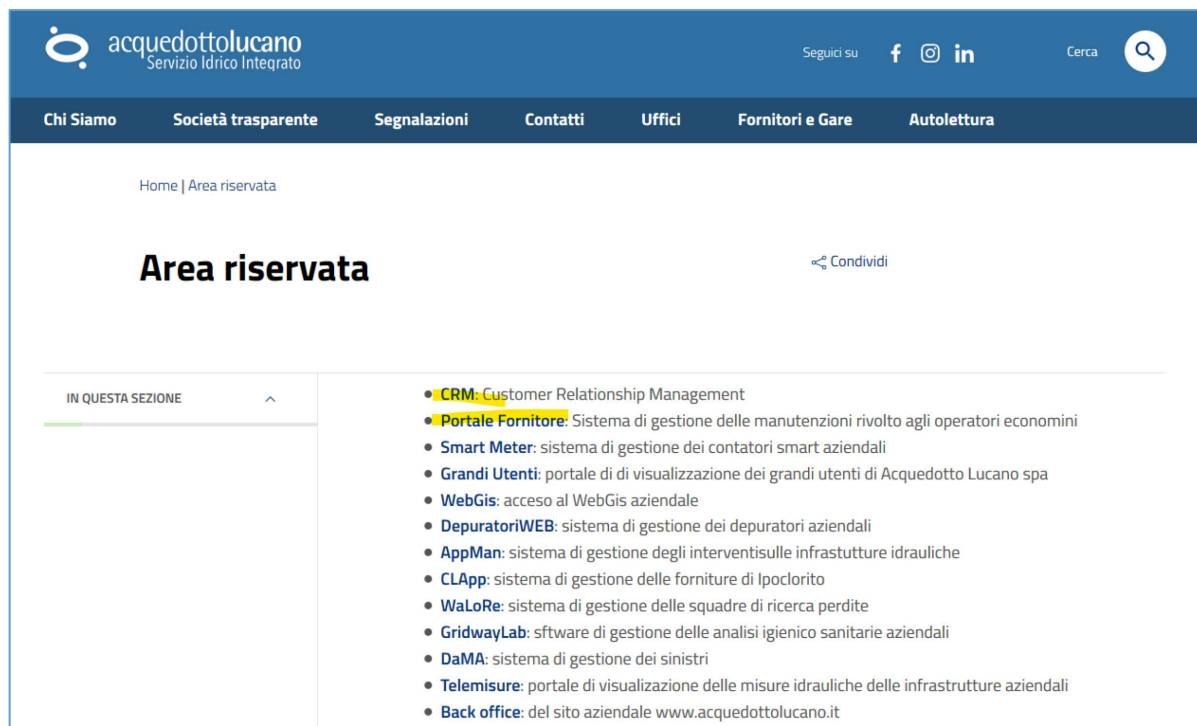 acquedottolucano
Servizio Idrico Integrato
Seguici su
Cerca
Chi Siamo Società trasparente Segnalazioni Contatti Uffici Fornitori e Gare Autolettura
Home | Area riservata
Area riservata
Condividi
IN QUESTA SEZIONE
• CRM: Customer Relationship Management
• Portale Fornitore: Sistema di gestione delle manutenzioni rivolto agli operatori economini
• Smart Meter: sistema di gestione dei contatori smart aziendali
• Grandi Utenti: portale di di visualizzazione dei grandi utenti di Acquedotto Lucano spa
• WebGis: acceso al WebGis aziendale
• DepuratoriWEB: sistema di gestione dei depuratori aziendali
• AppMan: sistema di gestione degli interventisulle infrastutture idrauliche
• CLApp: sistema di gestione delle forniture di Ipoclorito
• WaLoRe: sistema di gestione delle squadre di ricerca perdite
• GridwayLab: sftware di gestione delle analisi igienico sanitarie aziendali
• DaMA: sistema di gestione dei sinistri
• Telemisure: portale di visualizazione delle misure idrauliche delle infrastrutture aziendali
• Back office: del sito aziendale www.acquedottolucano.it